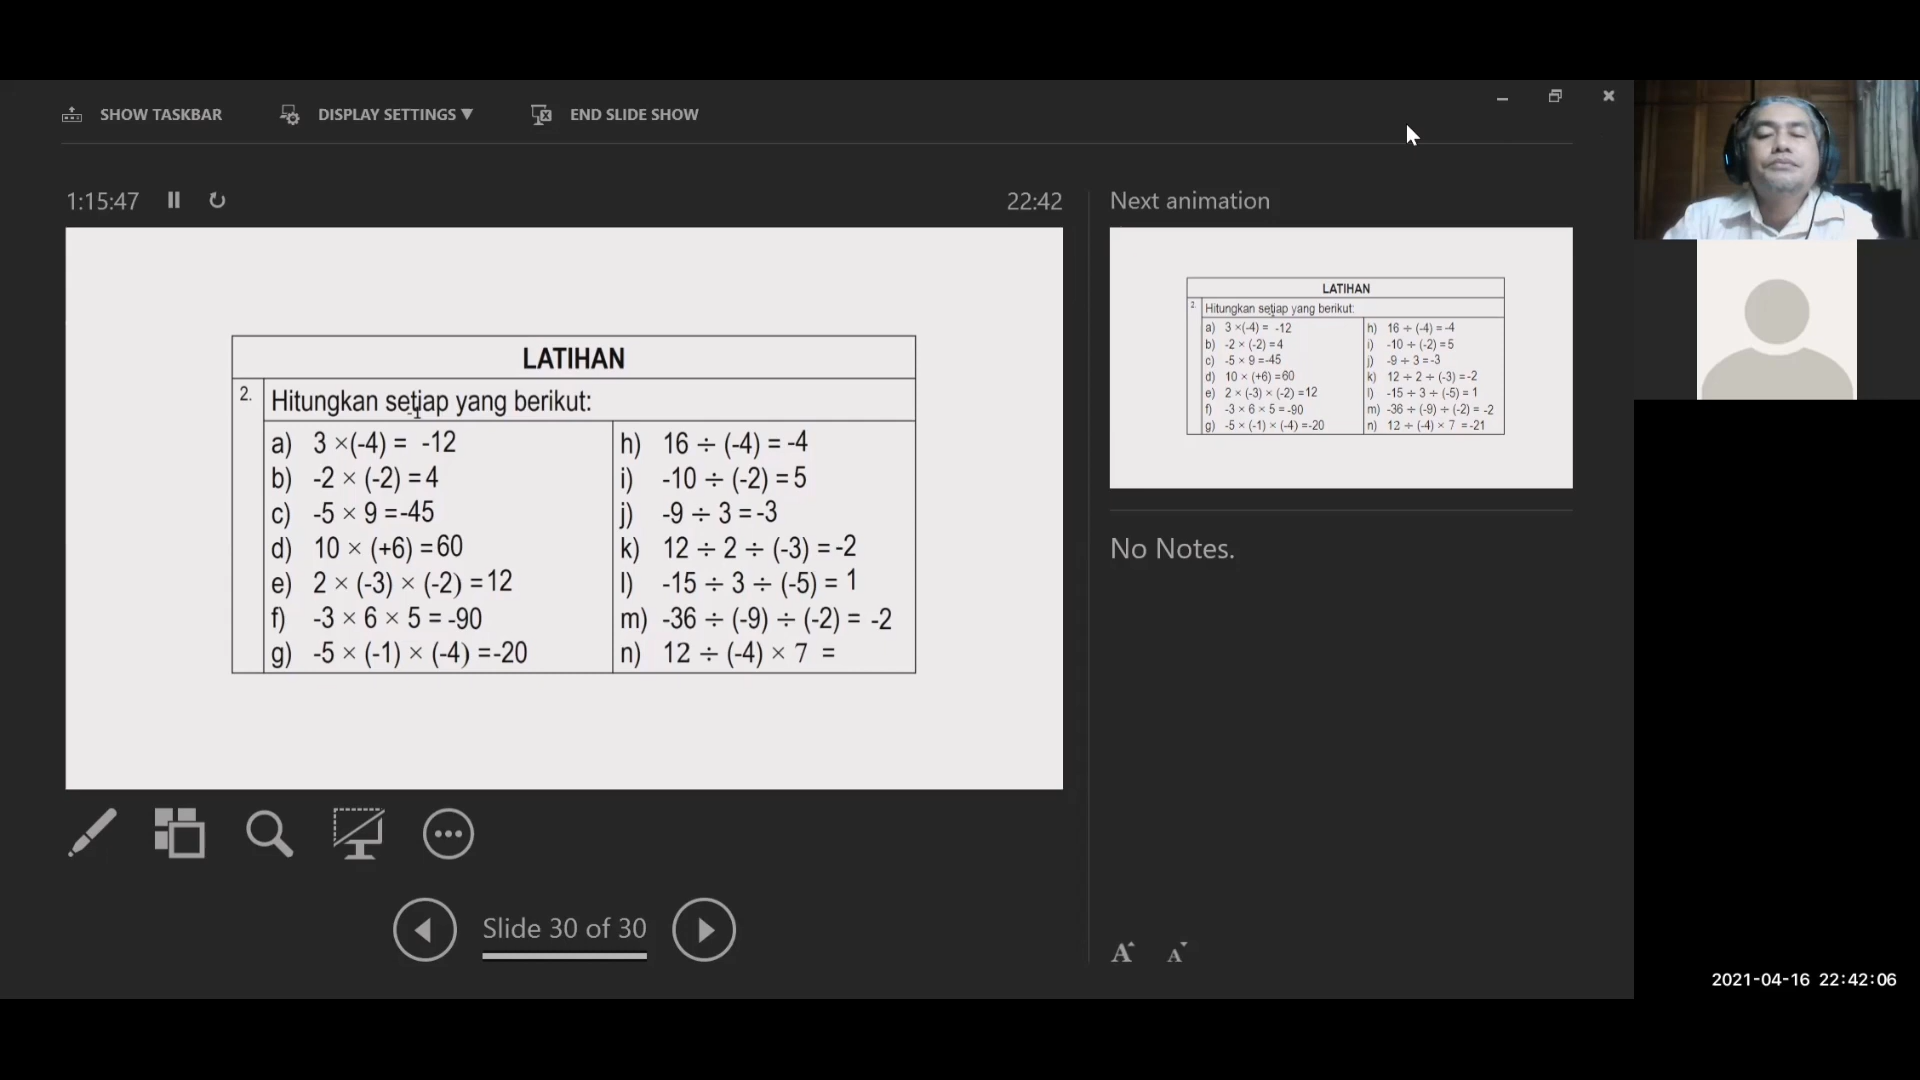 SHOW TASKBAR DISPLAY SETTINGS ▼ END SLIDE SHOW
1:15:47 22:42
LATIHAN
2. Hitungkan setiap yang berikut:
-1
a) 3 ×(-4) = -12
b) -2 × (-2) = 4
c) -5 × 9 = -45
d) 10 × (+6) = 60
e) 2 × (-3) × (-2) = 12
f) -3 × 6 × 5 = -90
g) -5 × (-1) × (-4) = -20
h) 16 ÷ (-4) = -4
i) -10 ÷ (-2) = 5
j) -9 ÷ 3 = -3
k) 12 ÷ 2 ÷ (-3) = -2
l) -15 ÷ 3 ÷ (-5) = 1
m) -36 ÷ (-9) ÷ (-2) = -2
n) 12 ÷ (-4) × 7 =
Slide 30 of 30
Next animation
LATIHAN
2. Hitungkan setiap yang berikut:
a) 3 ×(-4) = -12
b) -2 × (-2) = 4
c) -5 × 9 = -45
d) 10 × (+6) = 60
e) 2 × (-3) × (-2) = 12
f) -3 × 6 × 5 = -90
g) -5 × (-1) × (-4) = -20
h) 16 ÷ (-4) = -4
i) -10 ÷ (-2) = 5
j) -9 ÷ 3 = -3
k) 12 ÷ 2 ÷ (-3) = -2
l) -15 ÷ 3 ÷ (-5) = 1
m) -36 ÷ (-9) ÷ (-2) = -2
n) 12 ÷ (-4) × 7 = -21
No Notes.
A A
2021-04-16 22:42:06